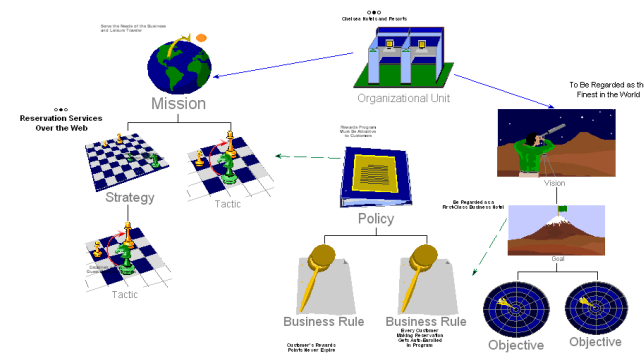 Serve the Needs of the Business
and Leisure Traveler
Chelsea Hotels and Resorts
Mission
Organizational Unit
To Be Regarded as the
Finest in the World
Reservation Services
Over the Web
Rewards Program
Must Be Attractive
to Customers
Strategy
Tactic
Policy
Vision
Be Regarded as a
First-Class Business Hotel
Goal
Tactic
Business Rule
Business Rule
Customer's Rewards
Points Never Expire
Every Customer
Making Reservation
Gets Auto-Enrolled
in Program
Objective
Objective